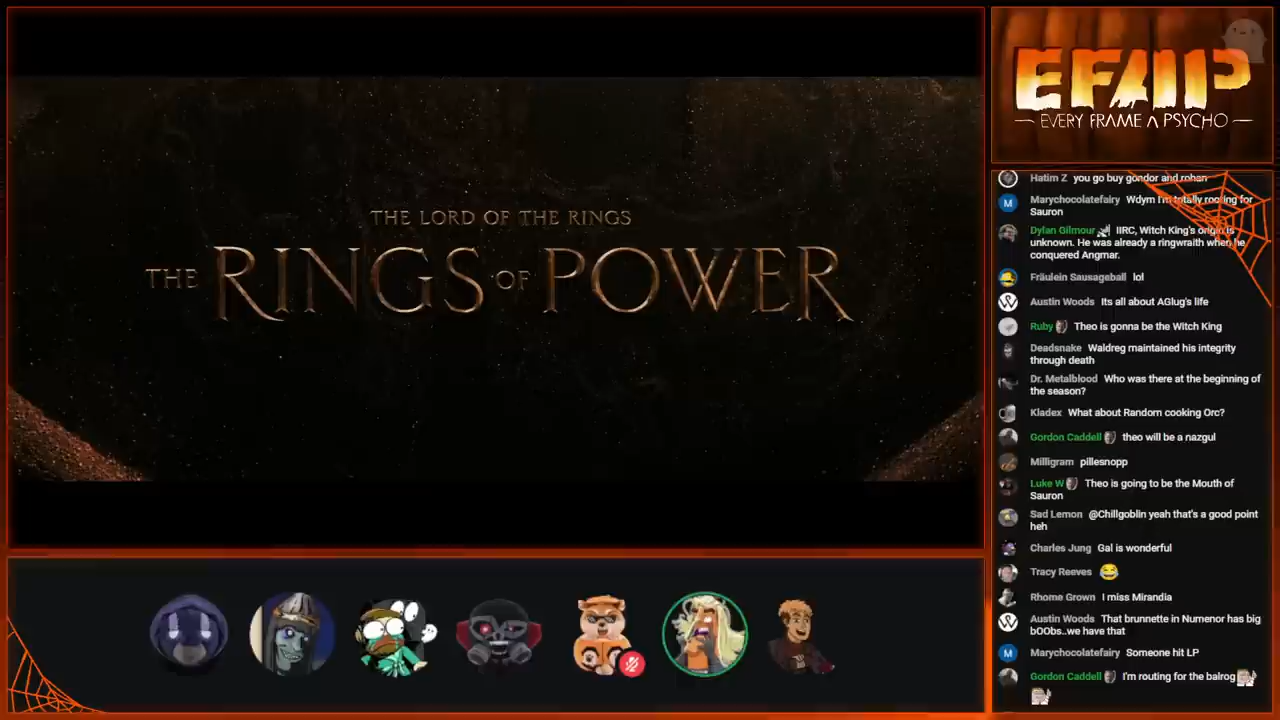 THE LORD OF THE RINGS
THE RINGS OF POWER
EFAP
EVERY FRAME A PSYCHO
Hatim Z you go buy gondor and rohan
Marychocolatefairy Wdym I'm totally rooting for
Sauron
Dylan Gilmour IIRC, Witch King's origin is
unknown. He was already a ringwraith when he
conquered Angmar.
Fräulein Sausageball lol
Austin Woods Its all about AGlug's life
Ruby Theo is gonna be the Witch King
Deadsnake Waldreg maintained his integrity
through death
Dr. Metalblood Who was there at the beginning of
the season?
Kladex What about Random cooking Orc?
Gordon Caddell theo will be a nazgul
Milligram pillesnopp
Luke W Theo is going to be the Mouth of
Sauron
Sad Lemon @Chillgoblin yeah that's a good point
heh
Charles Jung Gal is wonderful
Tracy Reeves 😂
Rhome Grown I miss Mirandia
Austin Woods That brunnette in Numenor has big
bOObs..we have that
M Marychocolatefairy Someone hit LP
Gordon Caddell I'm routing for the balrog